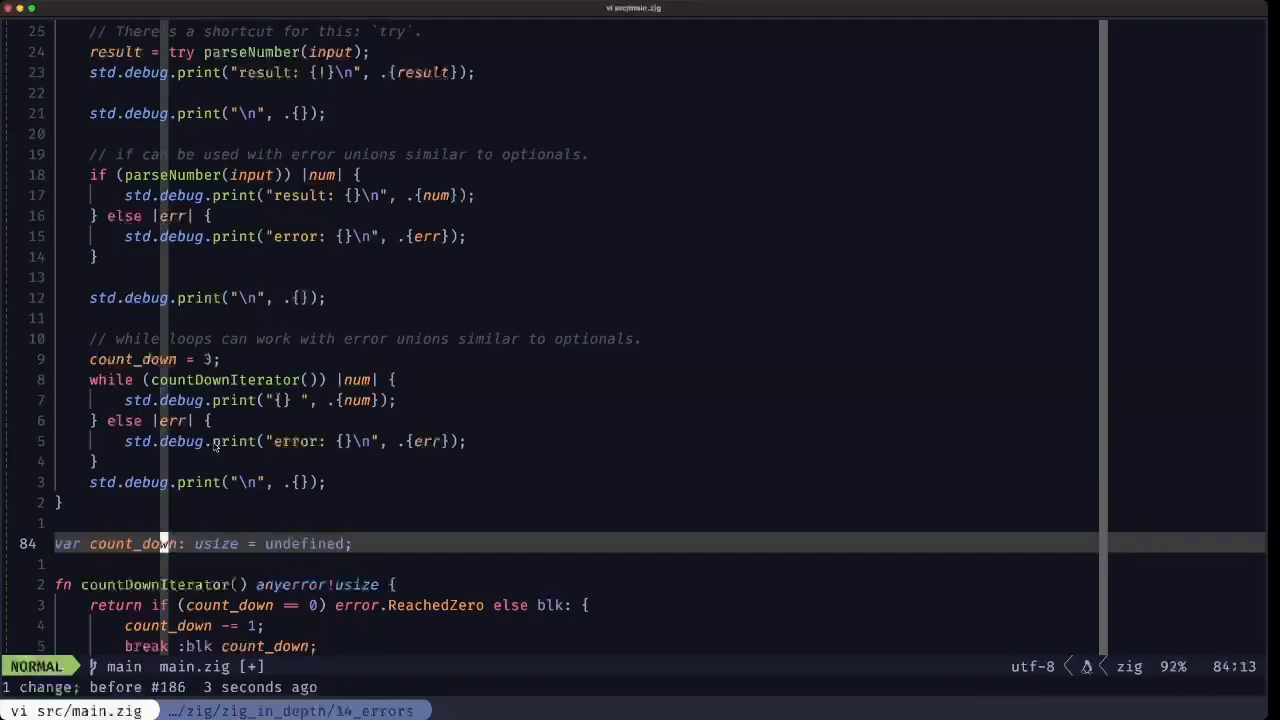 vi src/main.zig
25 // There's a shortcut for this: `try`.
24 result = try parseNumber(input);
23 std.debug.print("result: {!}\n", .{result});
22
21 std.debug.print("\n", .{});
20
19 // if can be used with error unions similar to optionals.
18 if (parseNumber(input)) |num| {
17 std.debug.print("result: {}\n", .{num});
16 } else |err| {
15 std.debug.print("error: {}\n", .{err});
14 }
13
12 std.debug.print("\n", .{});
11
10 // while loops can work with error unions similar to optionals.
9 count_down = 3;
8 while (countDownIterator()) |num| {
7 std.debug.print("{} ", .{num});
6 } else |err| {
5 std.debug.print("error: {}\n", .{err});
4 }
3 std.debug.print("\n", .{});
2 }
1
84 var count_down: usize = undefined;
1
2 fn countDownIterator() anyerror!usize {
3 return if (count_down == 0) error.ReachedZero else blk: {
4 count_down -= 1;
5 break :blk count_down;
NORMAL main main.zig [+] utf-8 zig 92% 84:13
1 change; before #186 3 seconds ago
vi src/main.zig …/zig/zig_in_depth/14_errors